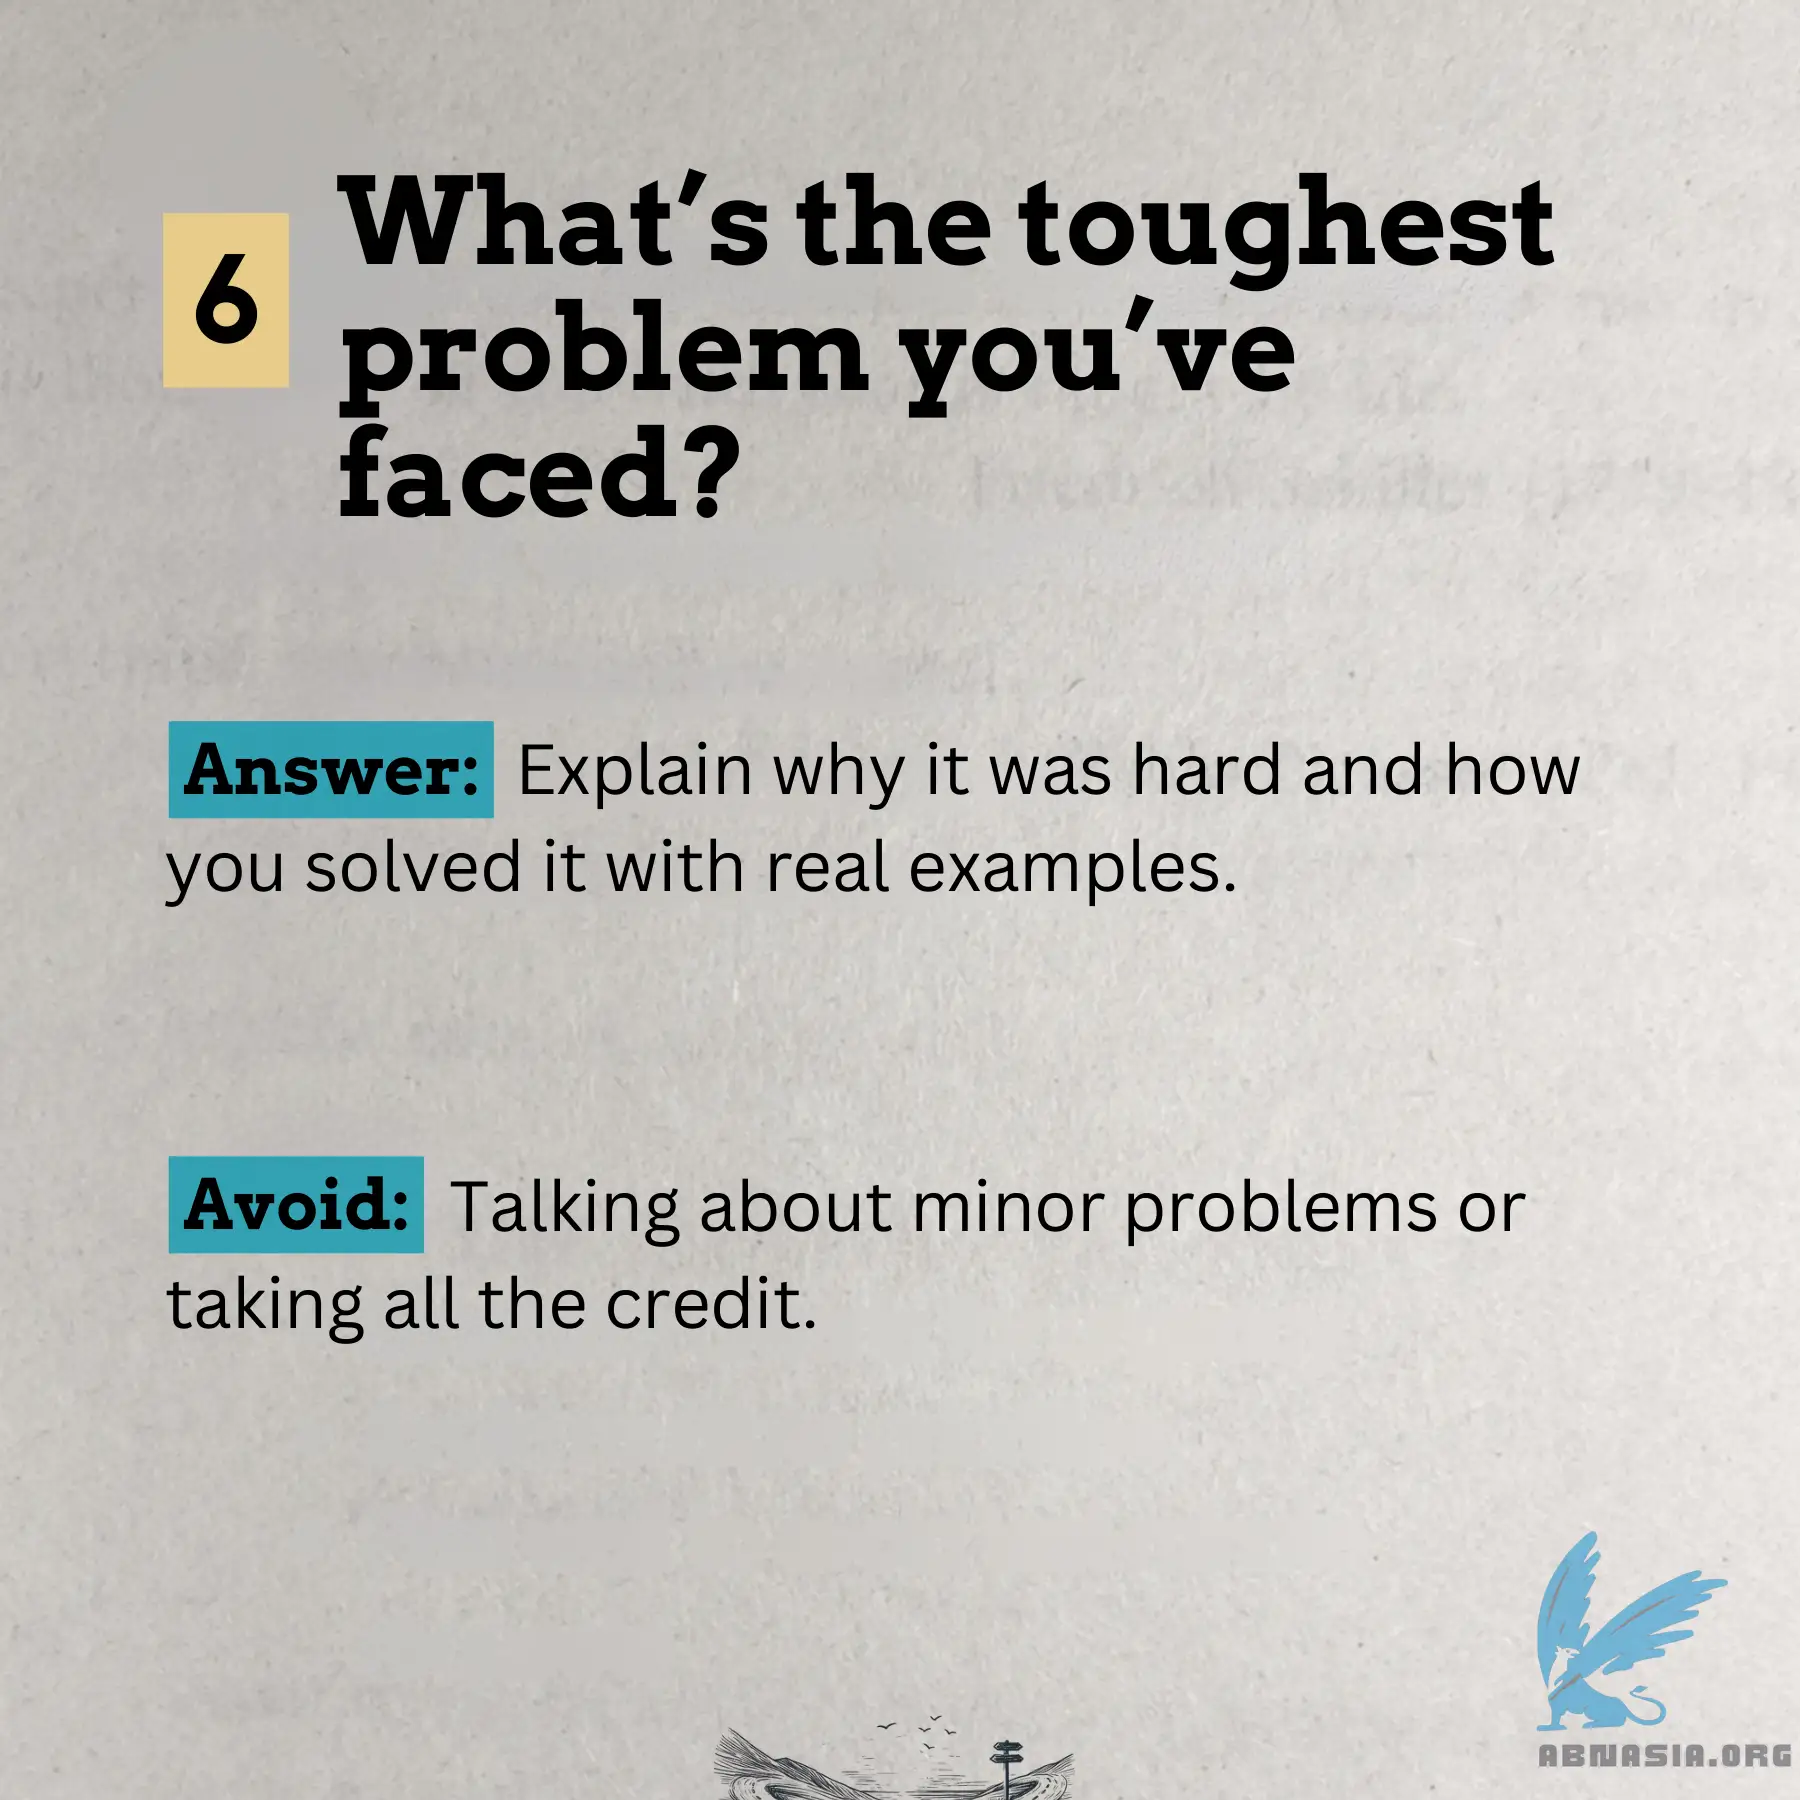 6
What’s the toughest
problem you’ve
faced?
Answer: Explain why it was hard and how
you solved it with real examples.
Avoid: Talking about minor problems or
taking all the credit.
ABNASIA.ORG